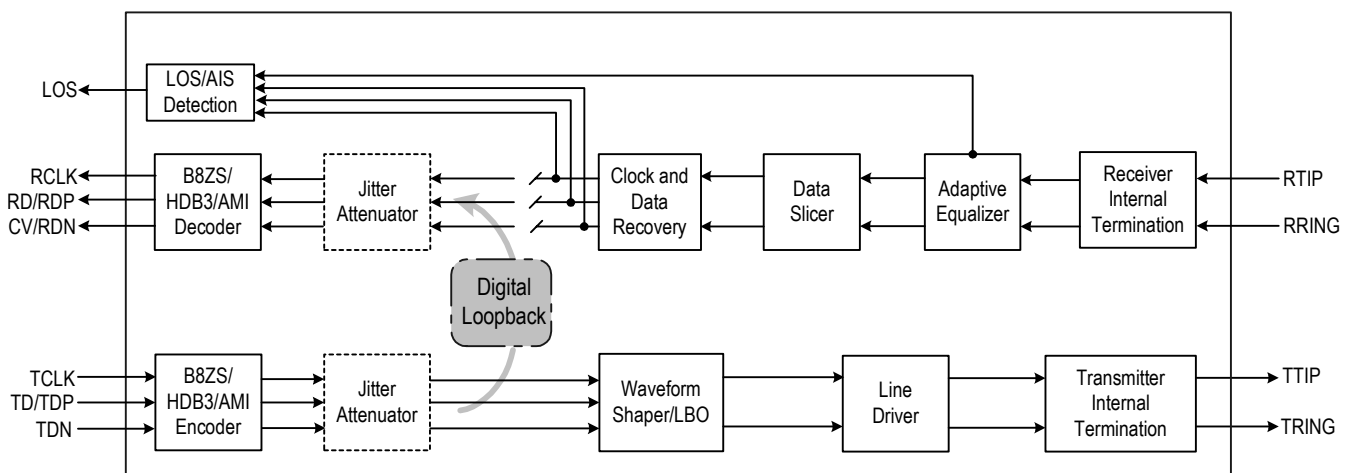 LOS
LOS/AIS
Detection
RCLK
RD/RDP
CV/RDN
B8ZS/
HDB3/AMI
Decoder
Jitter
Attenuator
Clock and
Data
Recovery
Data
Slicer
Adaptive
Equalizer
Receiver
Internal
Termination
RTIP
RRING
Digital
Loopback
TCLK
TD/TDP
TDN
B8ZS/
HDB3/AMI
Encoder
Jitter
Attenuator
Waveform
Shaper/LBO
Line
Driver
Transmitter
Internal
Termination
TTIP
TRING